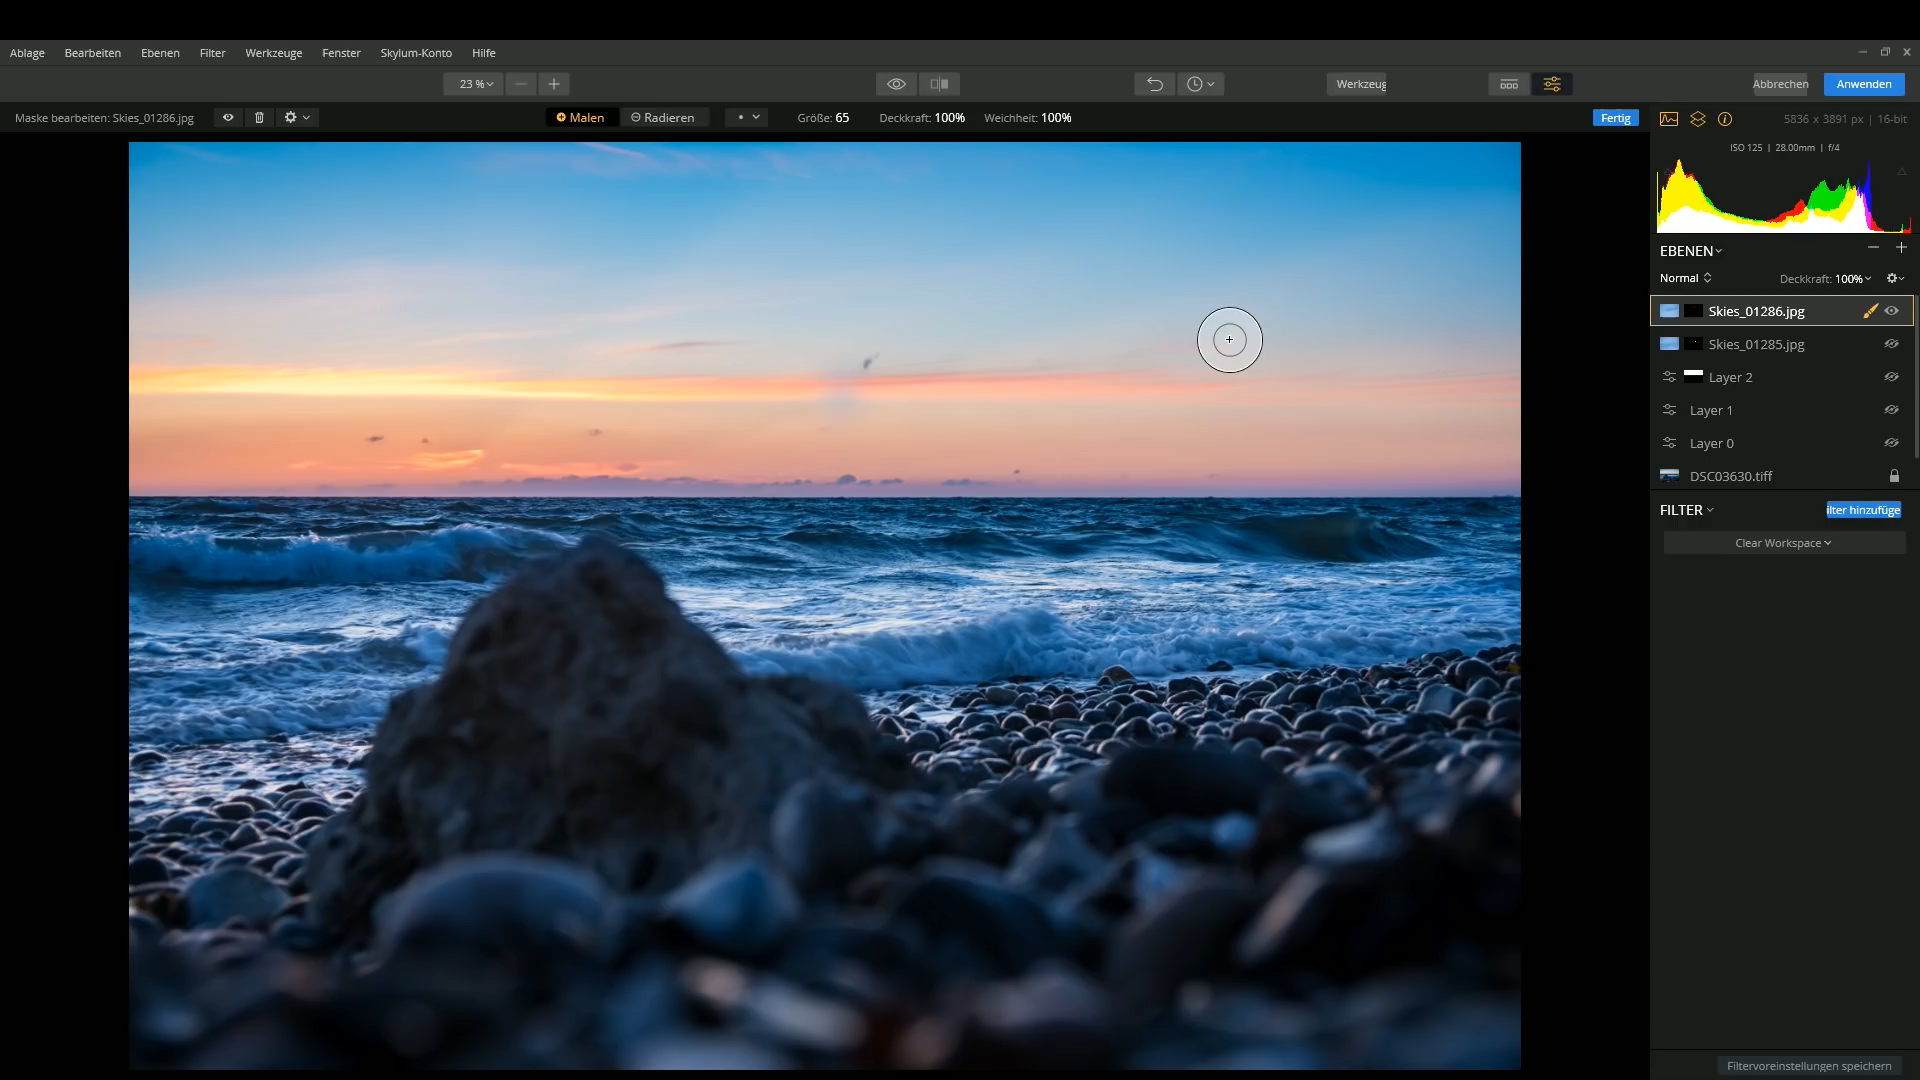 Ablage Bearbeiten Ebenen Filter Werkzeuge Fenster Skylum-Konto Hilfe
23 % Werkzeug Abbrechen Anwenden
Maske bearbeiten: Skies_01286.jpg Malen Radieren Größe: 65 Deckkraft: 100% Weichheit: 100% Fertig
5836 x 3891 px | 16-bit
ISO 125 | 28.00mm | f/4
EBENEN
Normal Deckkraft: 100%
Skies_01286.jpg
Skies_01285.jpg
Layer 2
Layer 1
Layer 0
DSC03630.tiff
FILTER ilter hinzufüge
Clear Workspace
Filtervoreinstellungen speichern